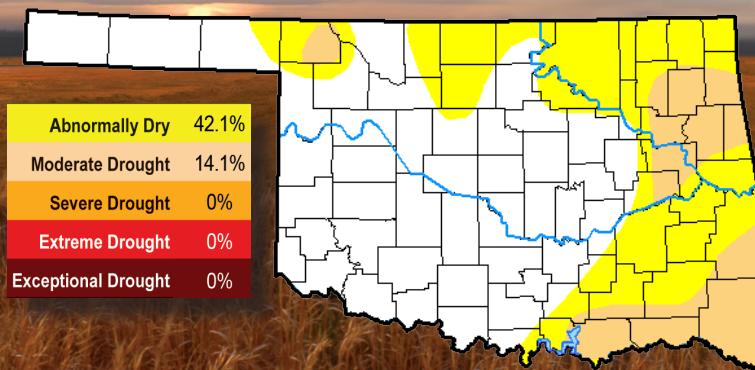 Abnormally Dry 42.1%
Moderate Drought 14.1%
Severe Drought 0%
Extreme Drought 0%
Exceptional Drought 0%